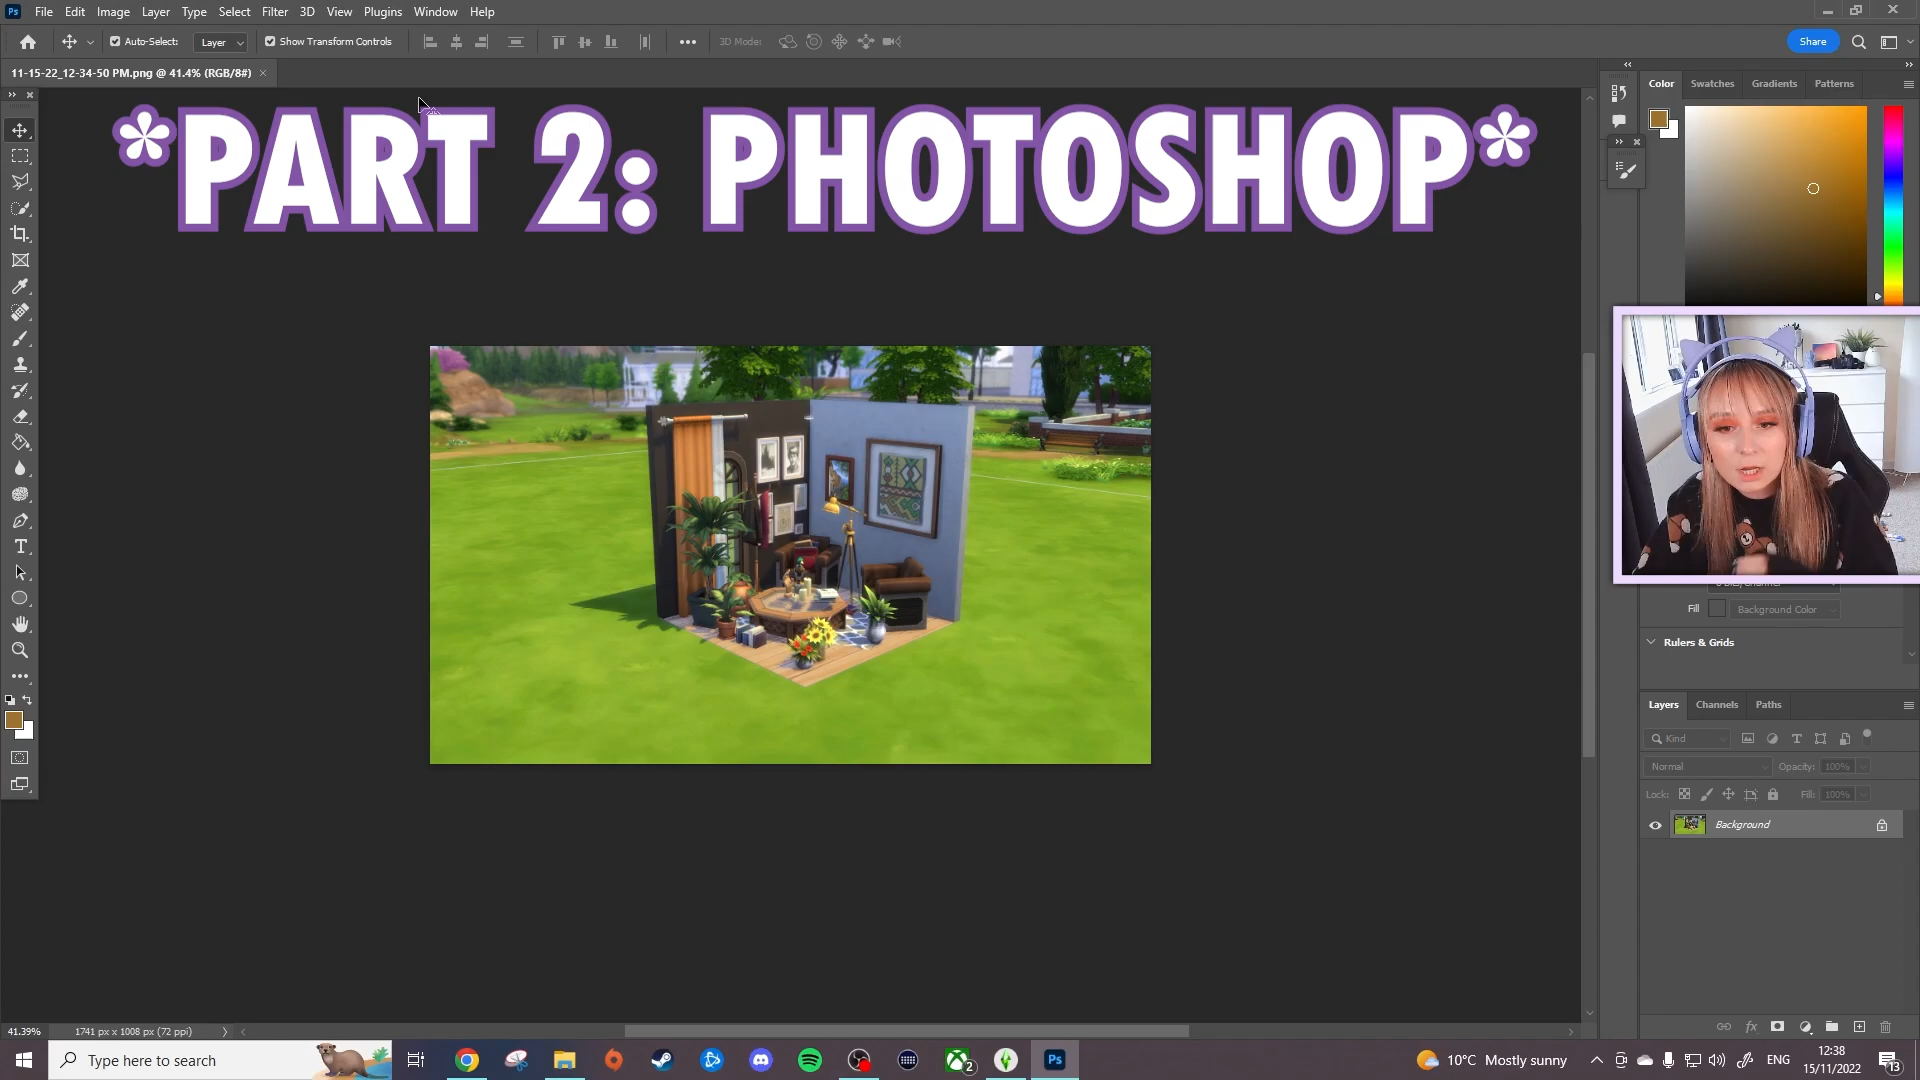 Ps File Edit Image Layer Type Select Filter 3D View Plugins Window Help
Auto-Select: Layer Show Transform Controls 3D Mode: Share
11-15-22_12-34-50 PM.png @ 41.4% (RGB/8#)
Color Swatches Gradients Patterns
*PART 2: PHOTOSHOP*
Fill Background Color
Rulers & Grids
Layers Channels Paths
Kind
Normal Opacity: 100%
Lock: Fill: 100%
Background
41.39% 1741 px x 1008 px (72 ppi)
Type here to search
2
Ps
10°C Mostly sunny
ENG
12:38
15/11/2022
13